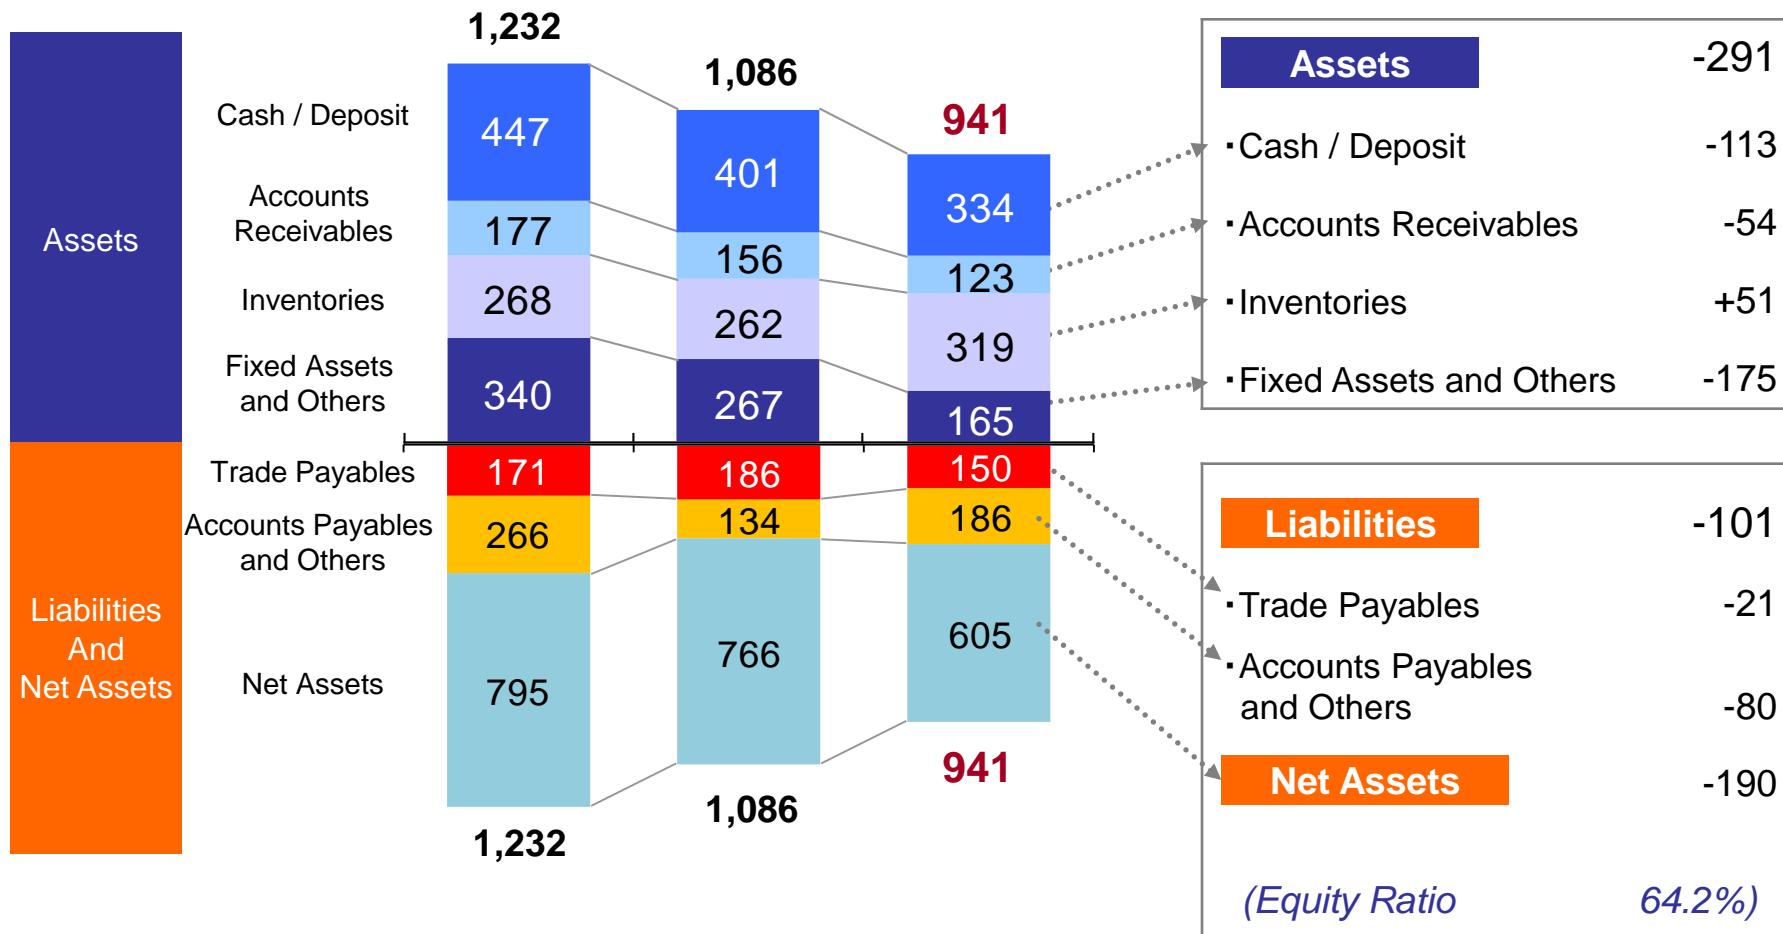 1,232
1,086
941
Assets
Cash / Deposit
447
401
334
Accounts
Receivables
177
156
123
Inventories
268
262
319
Fixed Assets
and Others
340
267
165
Liabilities
And
Net Assets
Trade Payables
171
186
150
Accounts Payables
and Others
266
134
186
Net Assets
795
766
605
1,232
1,086
941
Assets -291
・Cash / Deposit -113
・Accounts Receivables -54
・Inventories +51
・Fixed Assets and Others -175
Liabilities -101
・Trade Payables -21
・Accounts Payables
and Others -80
Net Assets -190
(Equity Ratio 64.2%)